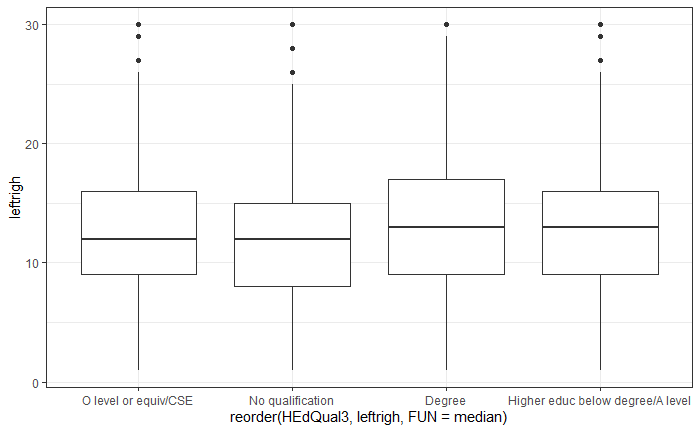 30
20
10
0
leftrigh
O level or equiv/CSE
No qualification
Degree
Higher educ below degree/A level
reorder(HEdQual3, leftrigh, FUN = median)